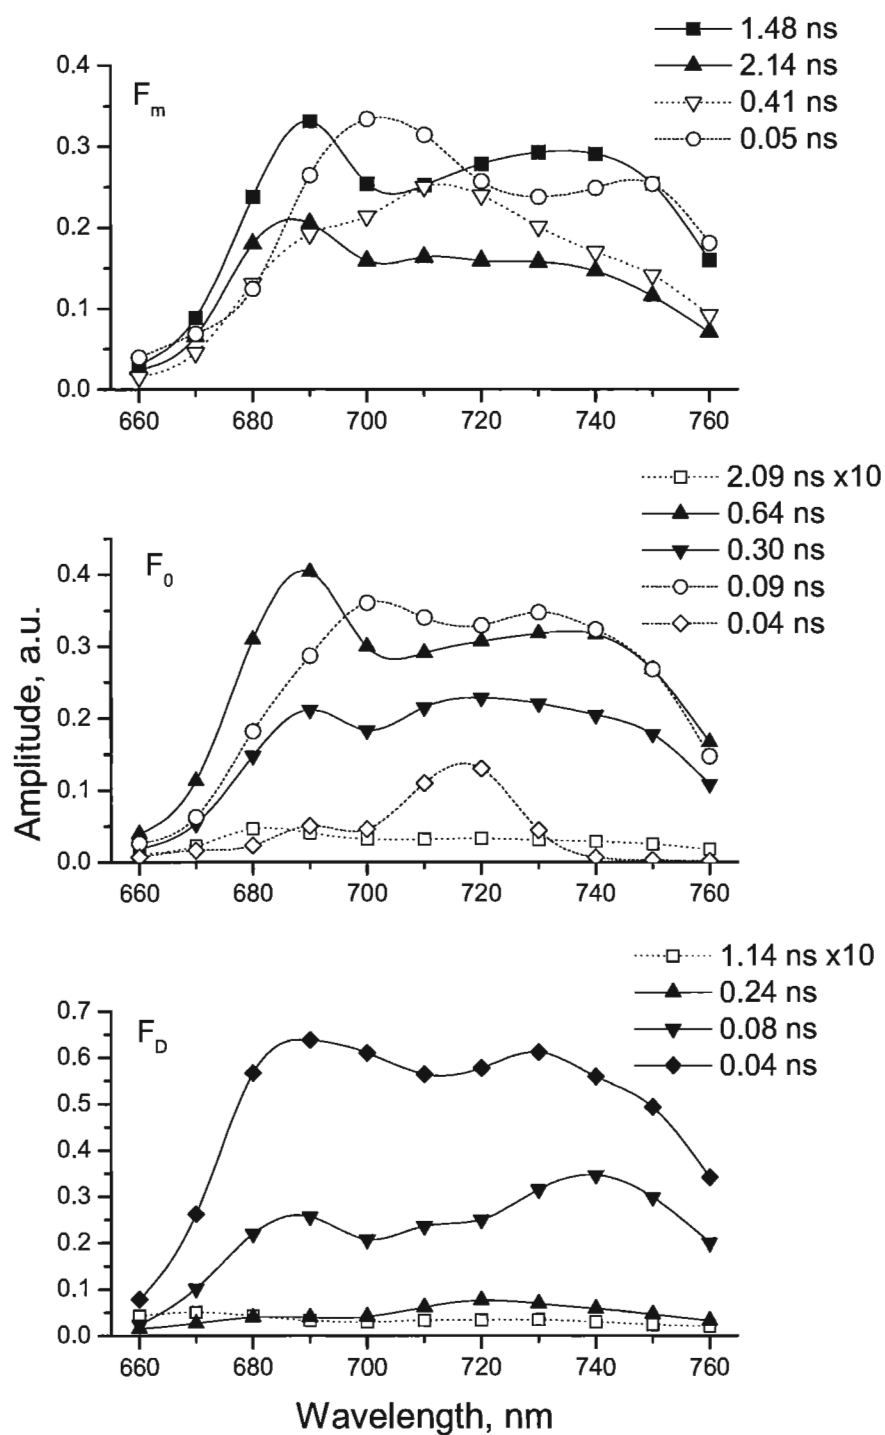 1.48 ns
2.14 ns
0.41 ns
0.05 ns
F_m
0.4
0.3
0.2
0.1
0.0
660 680 700 720 740 760
2.09 ns x10
0.64 ns
0.30 ns
0.09 ns
0.04 ns
F_0
0.4
0.3
0.2
0.1
0.0
660 680 700 720 740 760
Amplitude, a.u.
1.14 ns x10
0.24 ns
0.08 ns
0.04 ns
F_D
0.7
0.6
0.5
0.4
0.3
0.2
0.1
0.0
660 680 700 720 740 760
Wavelength, nm